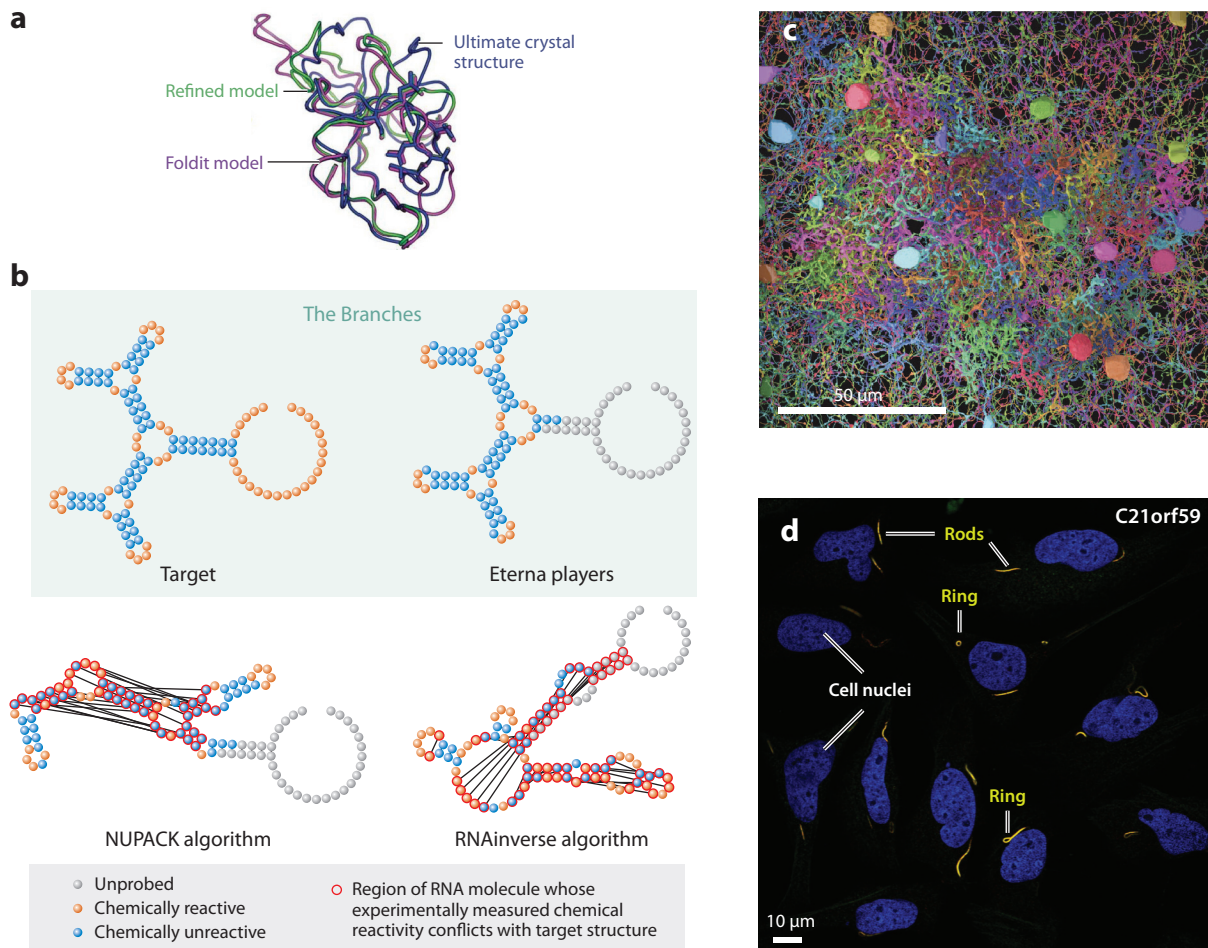 a
Ultimate crystal
structure
Refined model
Foldit model
b
The Branches
Target
Eterna players
NUPACK algorithm
RNAinverse algorithm
Unprobed
Chemically reactive
Chemically unreactive
Region of RNA molecule whose
experimentally measured chemical
reactivity conflicts with target structure
c
50 µm
C21orf59
d
Rods
Ring
Cell nuclei
Ring
10 µm